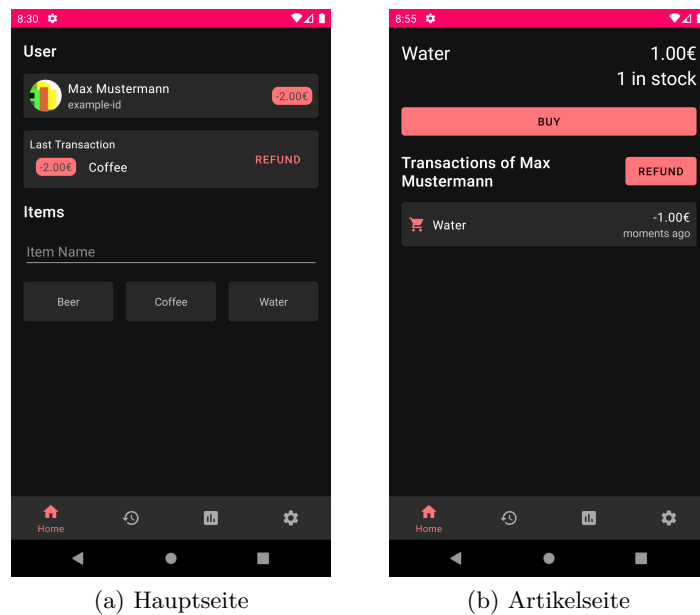 8:30
User
Max Mustermann
example-id
-2.00€
Last Transaction
-2.00€ Coffee
REFUND
Items
Item Name
Beer Coffee Water
Home
(a) Hauptseite
8:55
Water 1.00€
1 in stock
BUY
Transactions of Max
Mustermann
REFUND
Water -1.00€
moments ago
Home
(b) Artikelseite